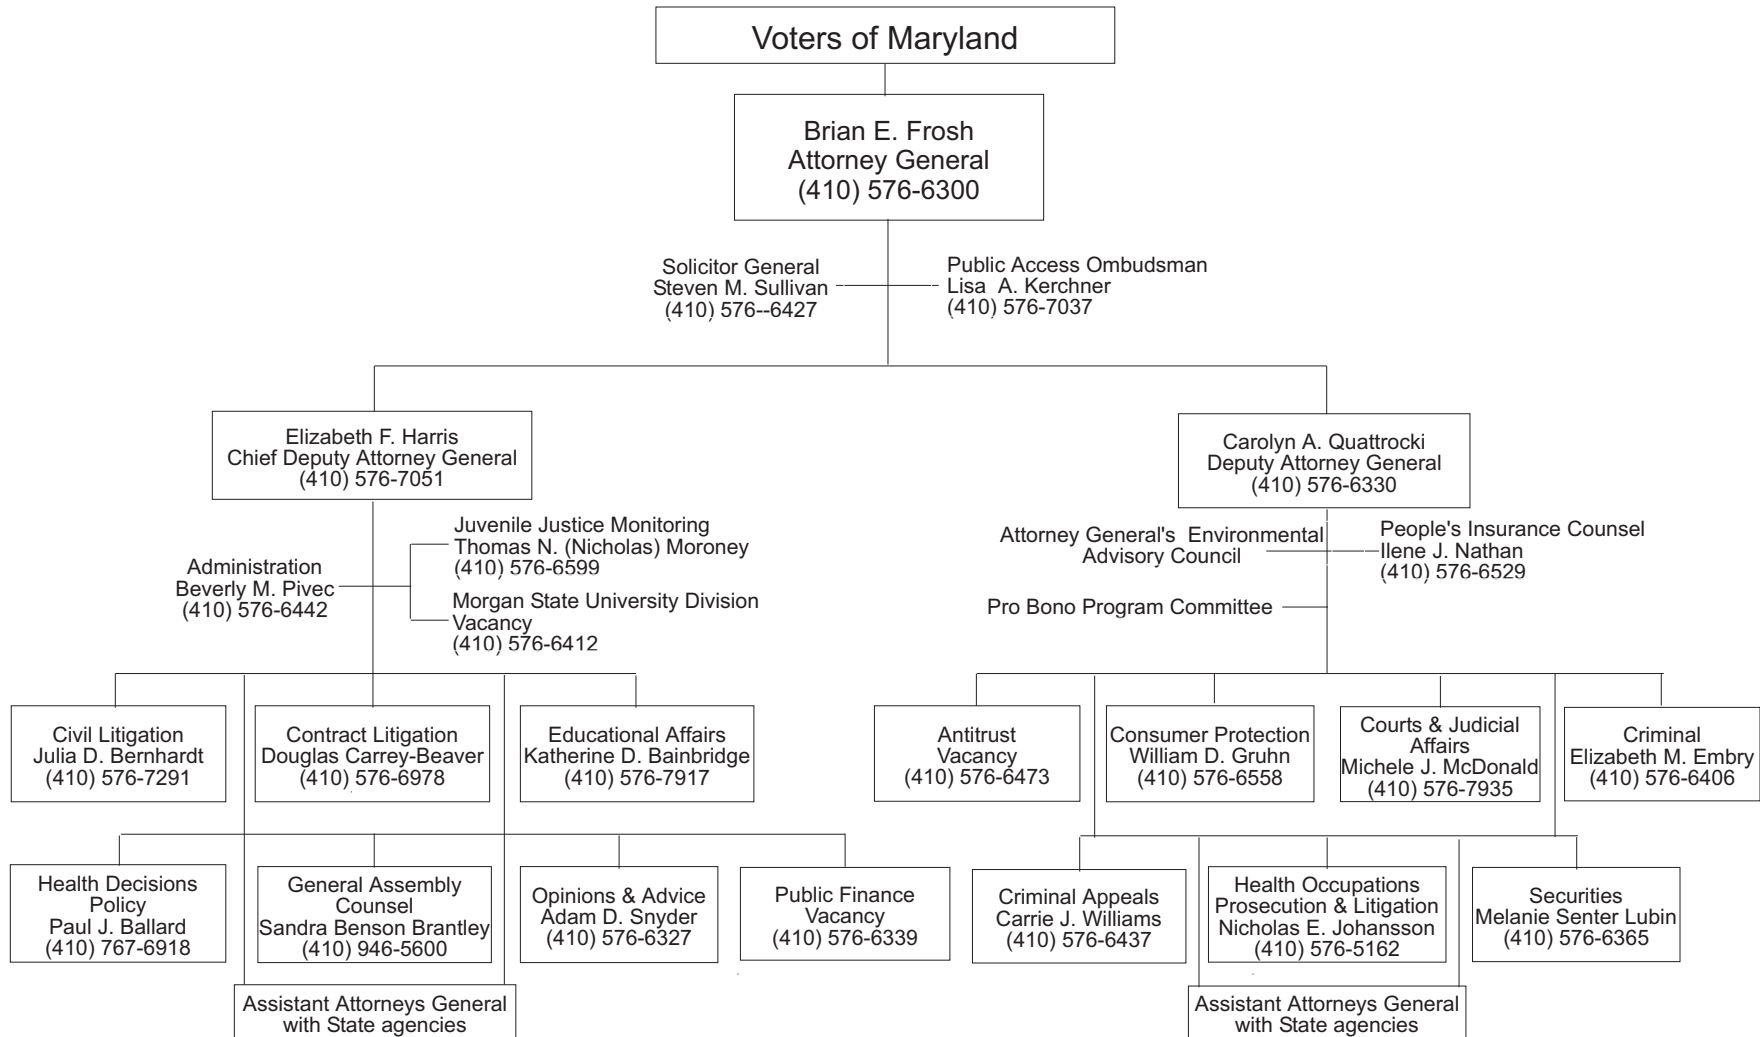 Voters of Maryland
Brian E. Frosh
Attorney General
(410) 576-6300
Solicitor General
Steven M. Sullivan
(410) 576--6427
Public Access Ombudsman
Lisa  A. Kerchner
(410) 576-7037
Elizabeth F. Harris
Chief Deputy Attorney General
(410) 576-7051
Carolyn A. Quattrocki
Deputy Attorney General
(410) 576-6330
Administration
Beverly M. Pivec
(410) 576-6442
Juvenile Justice Monitoring
Thomas N. (Nicholas) Moroney
(410) 576-6599
Morgan State University Division
Vacancy
(410) 576-6412
Attorney General's  Environmental
Advisory Council
People's Insurance Counsel
Ilene J. Nathan
(410) 576-6529
Pro Bono Program Committee
Civil Litigation
Julia D. Bernhardt
(410) 576-7291
Contract Litigation
Douglas Carrey-Beaver
(410) 576-6978
Educational Affairs
Katherine D. Bainbridge
(410) 576-7917
Antitrust
Vacancy
(410) 576-6473
Consumer Protection
William D. Gruhn
(410) 576-6558
Courts & Judicial
Affairs
Michele J. McDonald
(410) 576-7935
Criminal
Elizabeth M. Embry
(410) 576-6406
Health Decisions
Policy
Paul J. Ballard
(410) 767-6918
General Assembly
Counsel
Sandra Benson Brantley
(410) 946-5600
Opinions & Advice
Adam D. Snyder
(410) 576-6327
Public Finance
Vacancy
(410) 576-6339
Criminal Appeals
Carrie J. Williams
(410) 576-6437
Health Occupations
Prosecution & Litigation
Nicholas E. Johansson
(410) 576-5162
Securities
Melanie Senter Lubin
(410) 576-6365
Assistant Attorneys General
with State agencies
Assistant Attorneys General
with State agencies